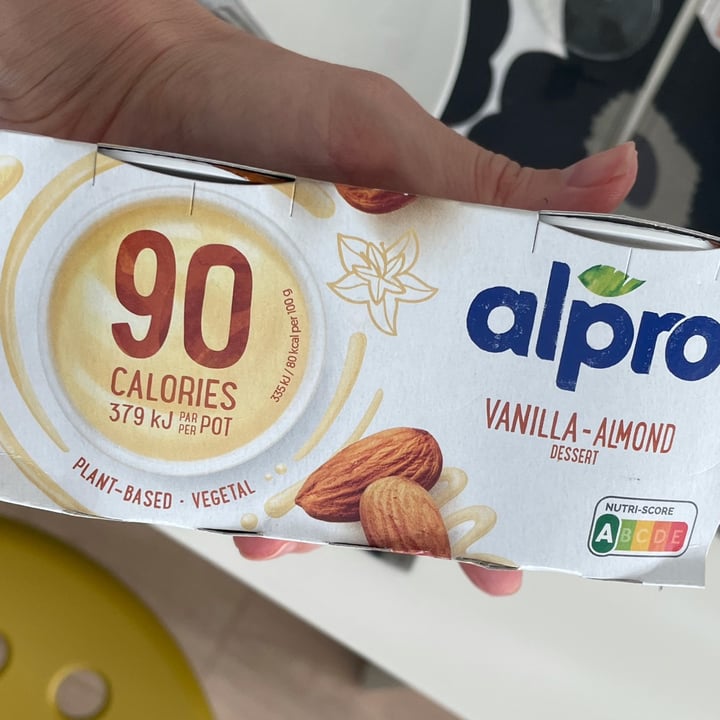 90
CALORIES
379 kJ PAR PER POT
335 kJ / 80 kcal per 100 g
PLANT-BASED · VEGETAL
alpro
VANILLA-ALMOND
DESSERT
NUTRI-SCORE
A B C D E